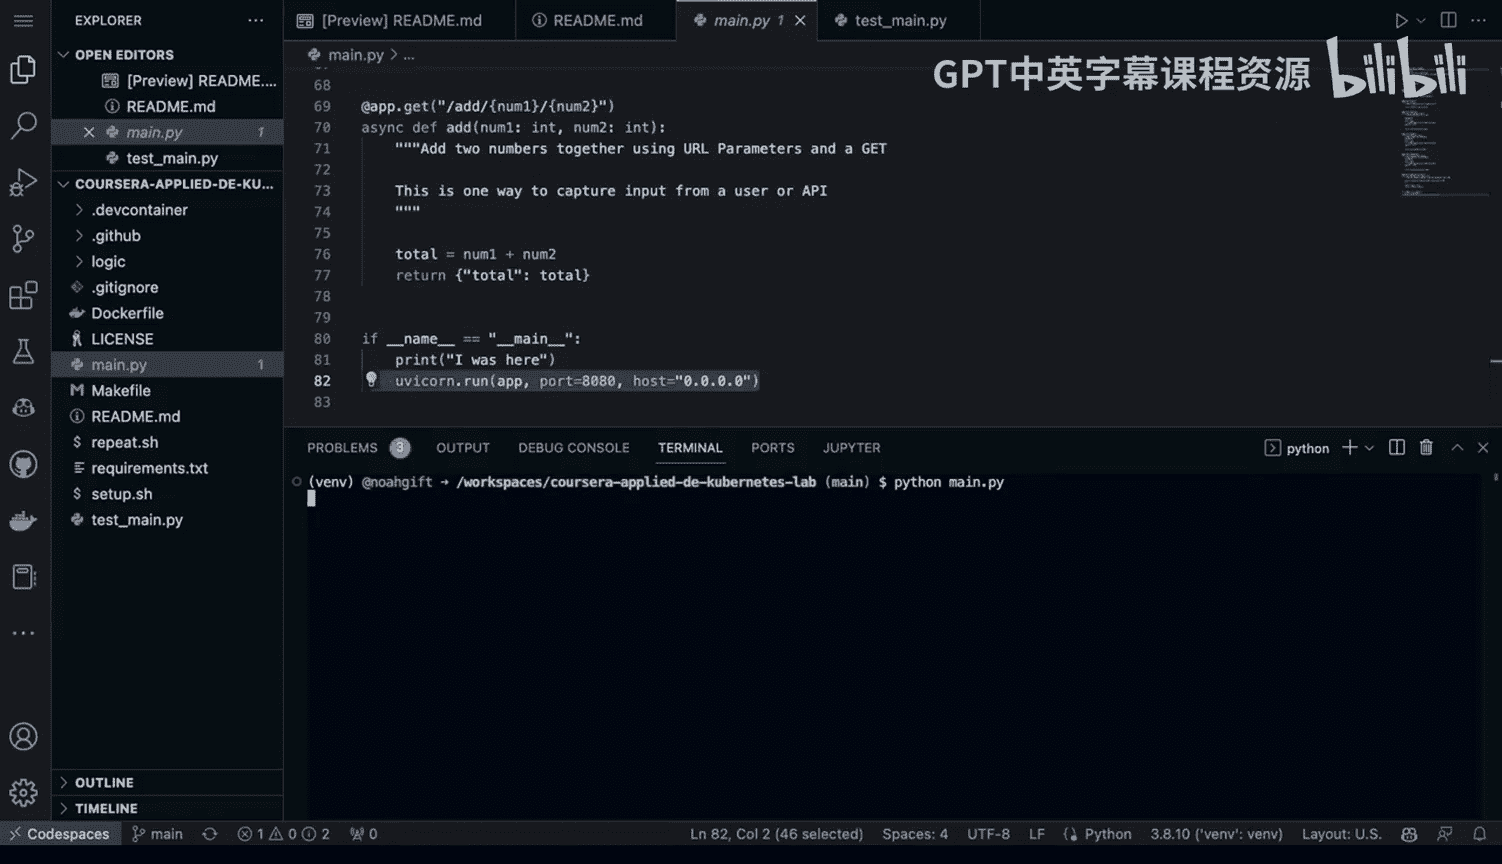 EXPLORER
[Preview] README.md
README.md
main.py 1
test_main.py
OPEN EDITORS
[Preview] README....
README.md
main.py 1
test_main.py
COURSERA-APPLIED-DE-KU...
.devcontainer
.github
logic
.gitignore
Dockerfile
LICENSE
main.py 1
Makefile
README.md
repeat.sh
requirements.txt
setup.sh
test_main.py
OUTLINE
TIMELINE
main.py > ...
GPT中英字幕课程资源 bilibili
68
69 @app.get("/add/{num1}/{num2}")
70 async def add(num1: int, num2: int):
71 """Add two numbers together using URL Parameters and a GET
72
73 This is one way to capture input from a user or API
74 """
75
76 total = num1 + num2
77 return {"total": total}
78
79
80 if __name__ == "__main__":
81 print("I was here")
82 uvicorn.run(app, port=8080, host="0.0.0.0")
83
PROBLEMS 3 OUTPUT DEBUG CONSOLE TERMINAL PORTS JUPYTER
python
(venv) @noahgift → /workspaces/coursera-applied-de-kubernetes-lab (main) $ python main.py
Codespaces main 1 0 2 0 Ln 82, Col 2 (46 selected) Spaces: 4 UTF-8 LF Python 3.8.10 ('venv': venv) Layout: U.S.